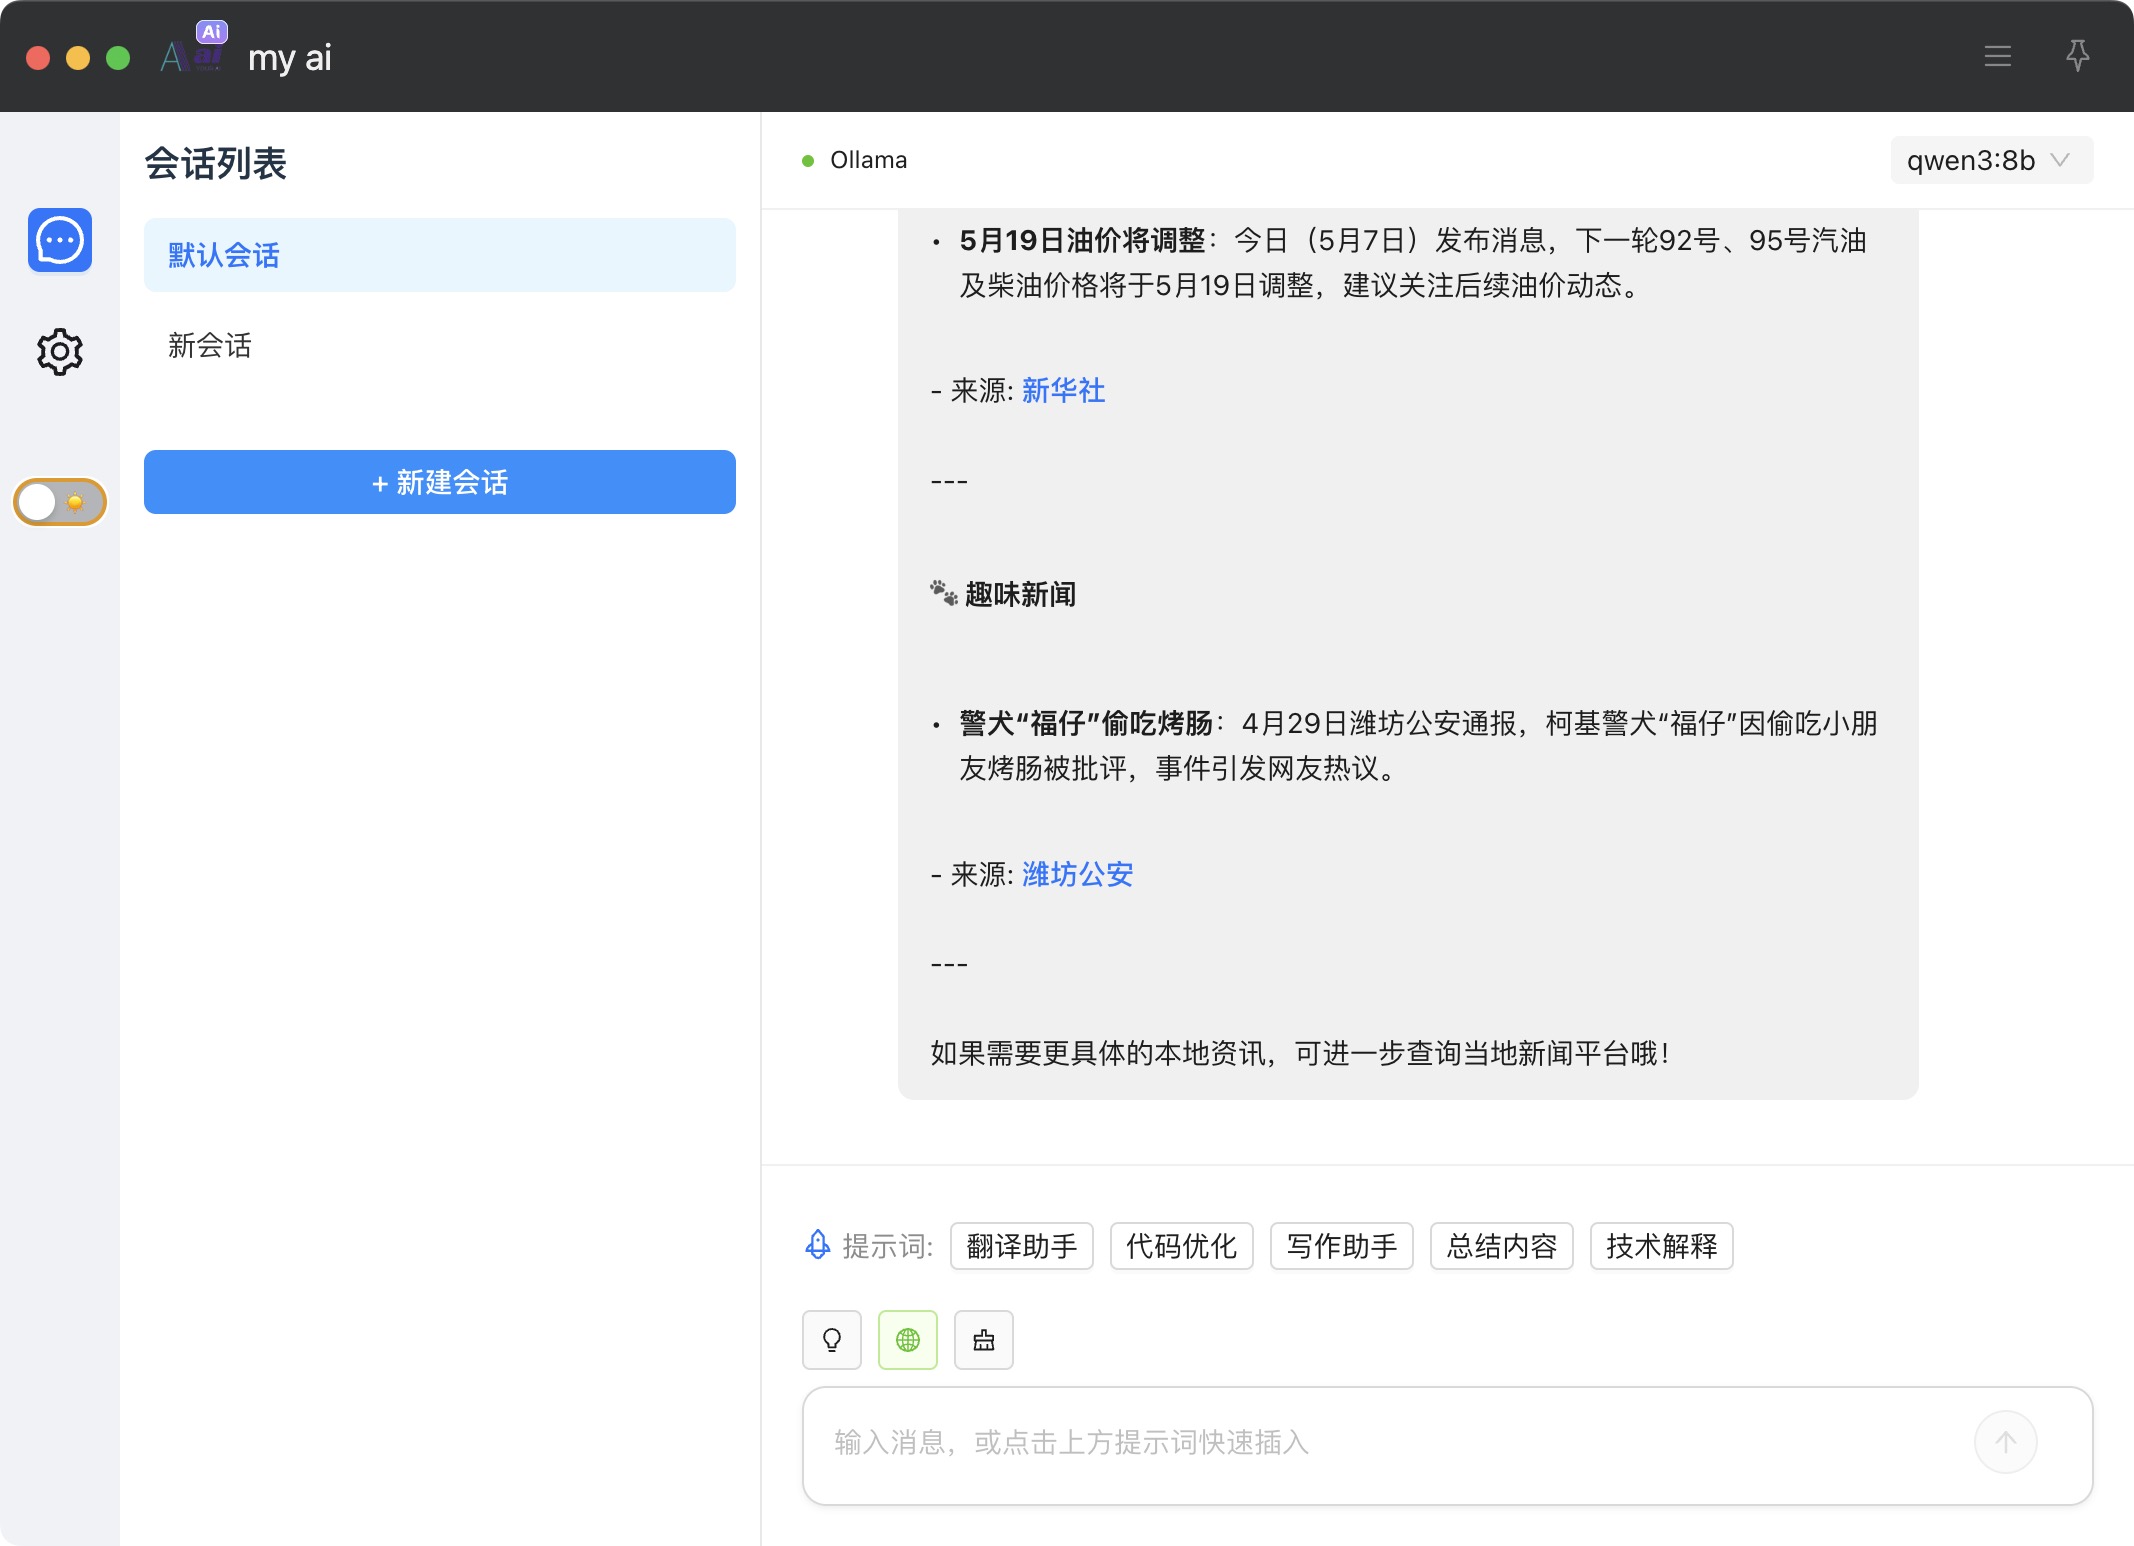 Ai
my ai
会话列表
默认会话
新会话
+ 新建会话
Ollama
qwen3:8b
• 5月19日油价将调整：今日（5月7日）发布消息，下一轮92号、95号汽油
及柴油价格将于5月19日调整，建议关注后续油价动态。
- 来源: 新华社
---
🐾 趣味新闻
• 警犬“福仔”偷吃烤肠：4月29日潍坊公安通报，柯基警犬“福仔”因偷吃小朋
友烤肠被批评，事件引发网友热议。
- 来源: 潍坊公安
---
如果需要更具体的本地资讯，可进一步查询当地新闻平台哦！
提示词: 翻译助手 代码优化 写作助手 总结内容 技术解释
输入消息，或点击上方提示词快速插入